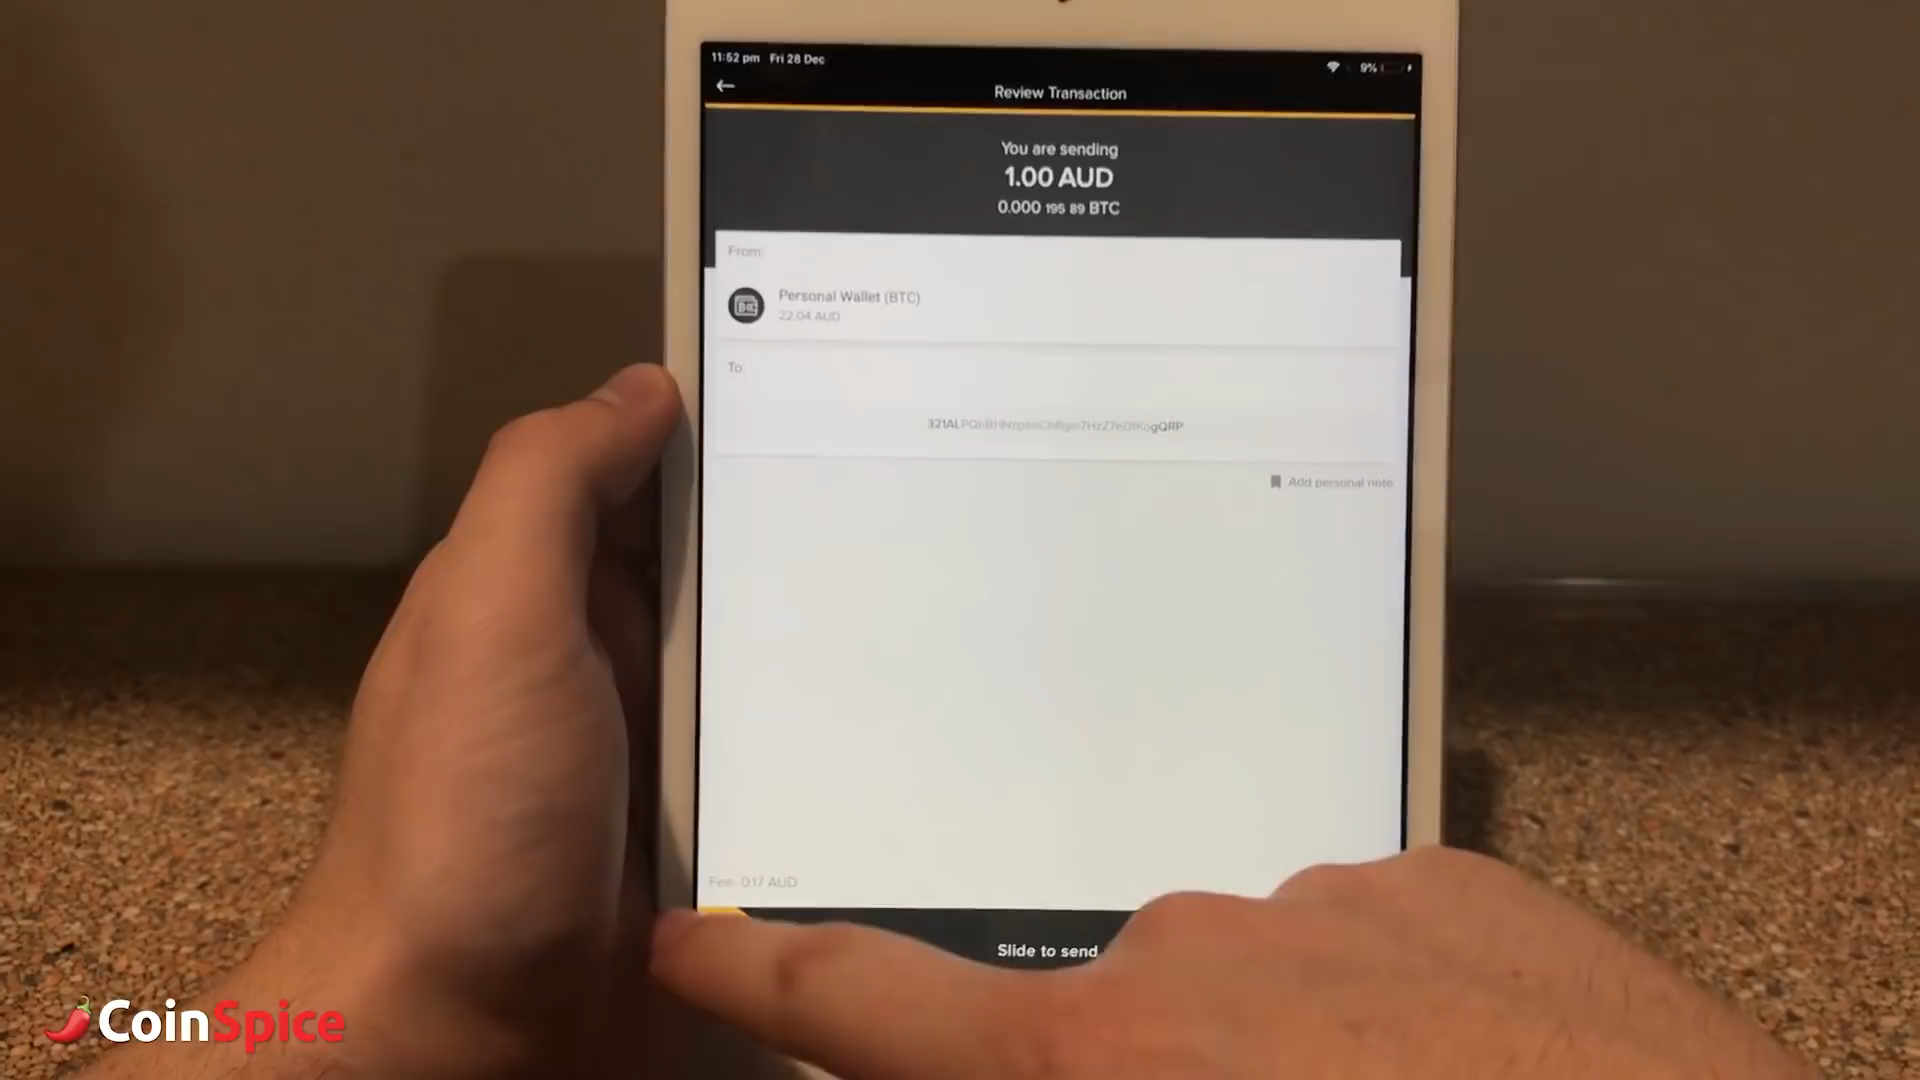 11:52 pm Fri 28 Dec
9%
Review Transaction
You are sending
1.00 AUD
0.000 195 89 BTC
From:
Personal Wallet (BTC)
22.04 AUD
To:
Add personal note
Fee: 0.17 AUD
Slide to send
CoinSpice